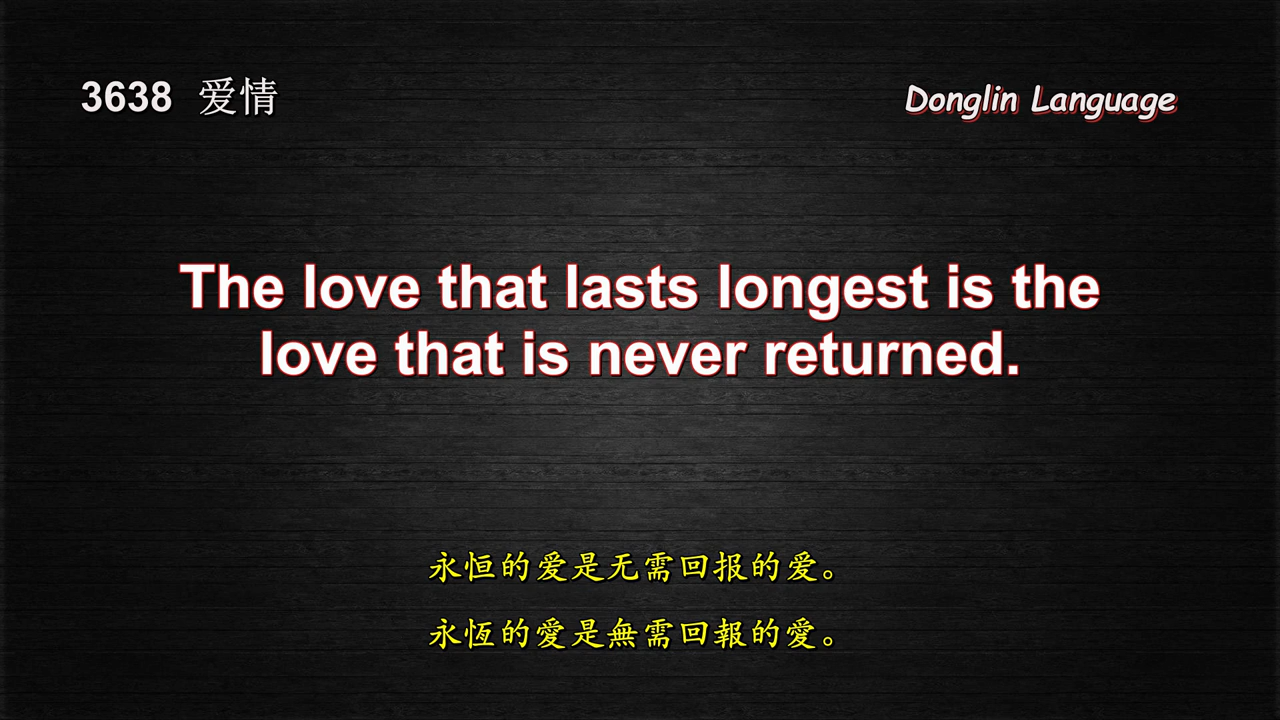 3638 爱情
Donglin Language
The love that lasts longest is the
love that is never returned.
永恒的爱是无需回报的爱。
永恆的愛是無需回報的愛。